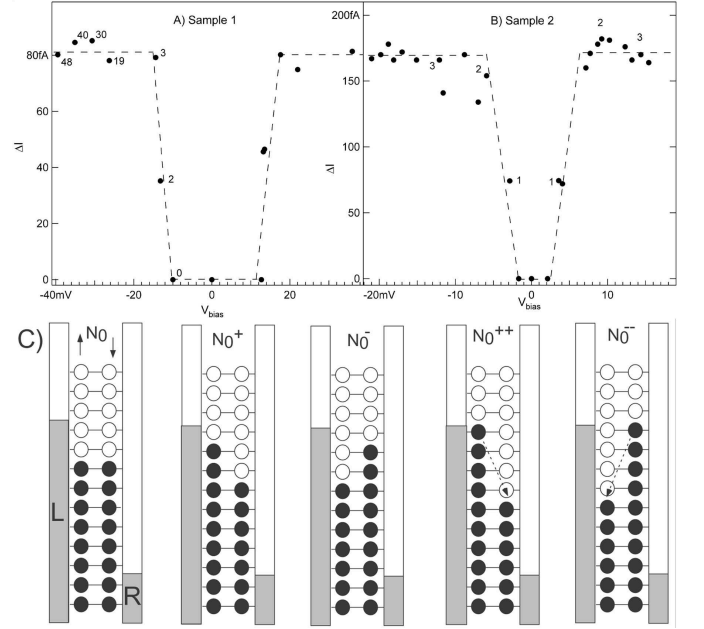 A) Sample 1
80fA
60
40
20
0
ΔI
48
40
30
19
3
2
0
-40mV
-20
0
20
Vbias
B) Sample 2
200fA
150
100
50
0
ΔI
3
2
1
1
2
3
-20mV
-10
0
10
Vbias
C)
N0
L
R
N0+
N0-
N0++
N0--